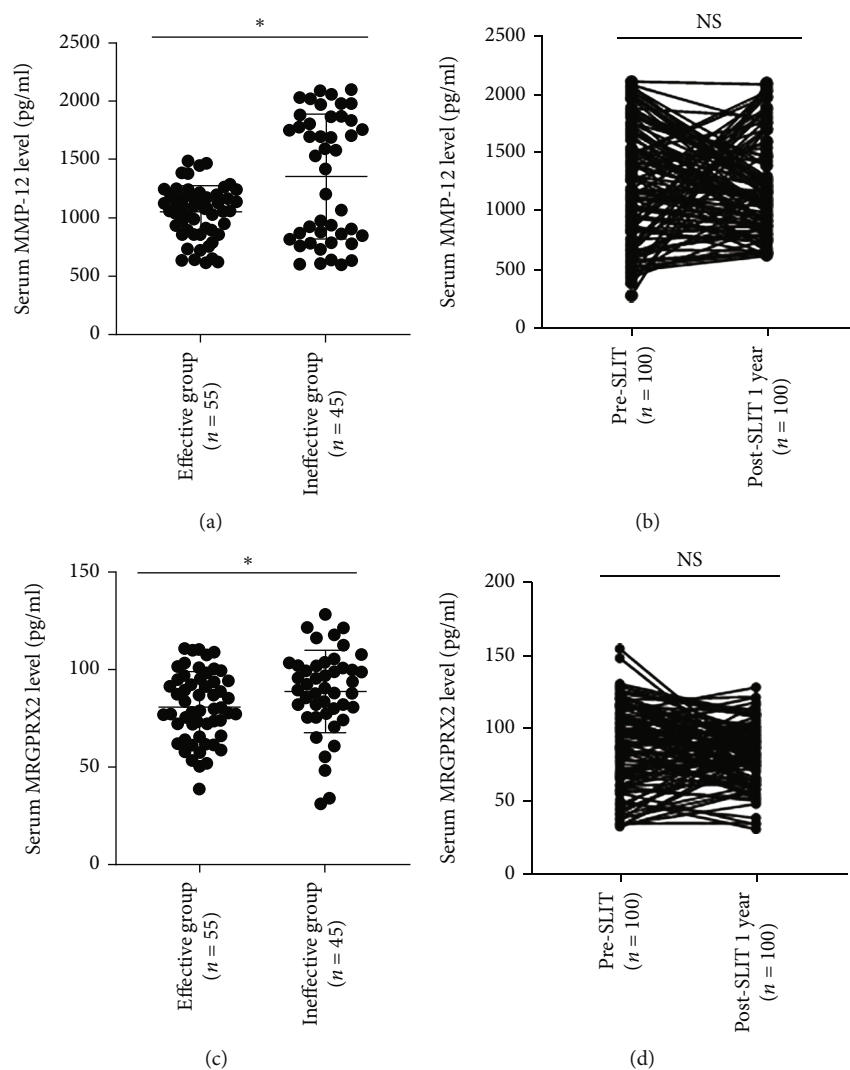 *
2500
2000
1500
1000
500
0
Serum MMP-12 level (pg/ml)
Effective group
(n = 55)
Ineffective group
(n = 45)
(a)
NS
2500
2000
1500
1000
500
0
Serum MMP-12 level (pg/ml)
Pre-SLIT
(n = 100)
Post-SLIT 1 year
(n = 100)
(b)
*
150
100
50
0
Serum MRGPRX2 level (pg/ml)
Effective group
(n = 55)
Ineffective group
(n = 45)
(c)
NS
200
150
100
50
0
Serum MRGPRX2 level (pg/ml)
Pre-SLIT
(n = 100)
Post-SLIT 1 year
(n = 100)
(d)